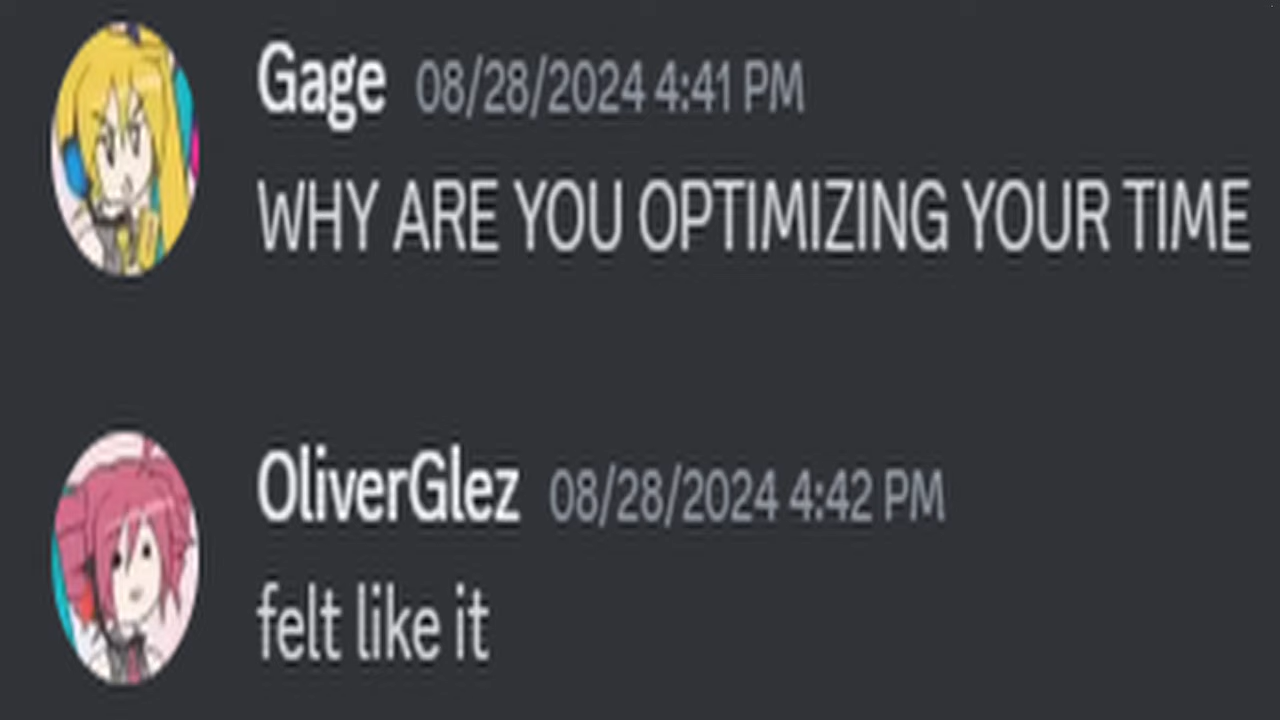 Gage 08/28/2024 4:41 PM
WHY ARE YOU OPTIMIZING YOUR TIME
OliverGlez 08/28/2024 4:42 PM
felt like it